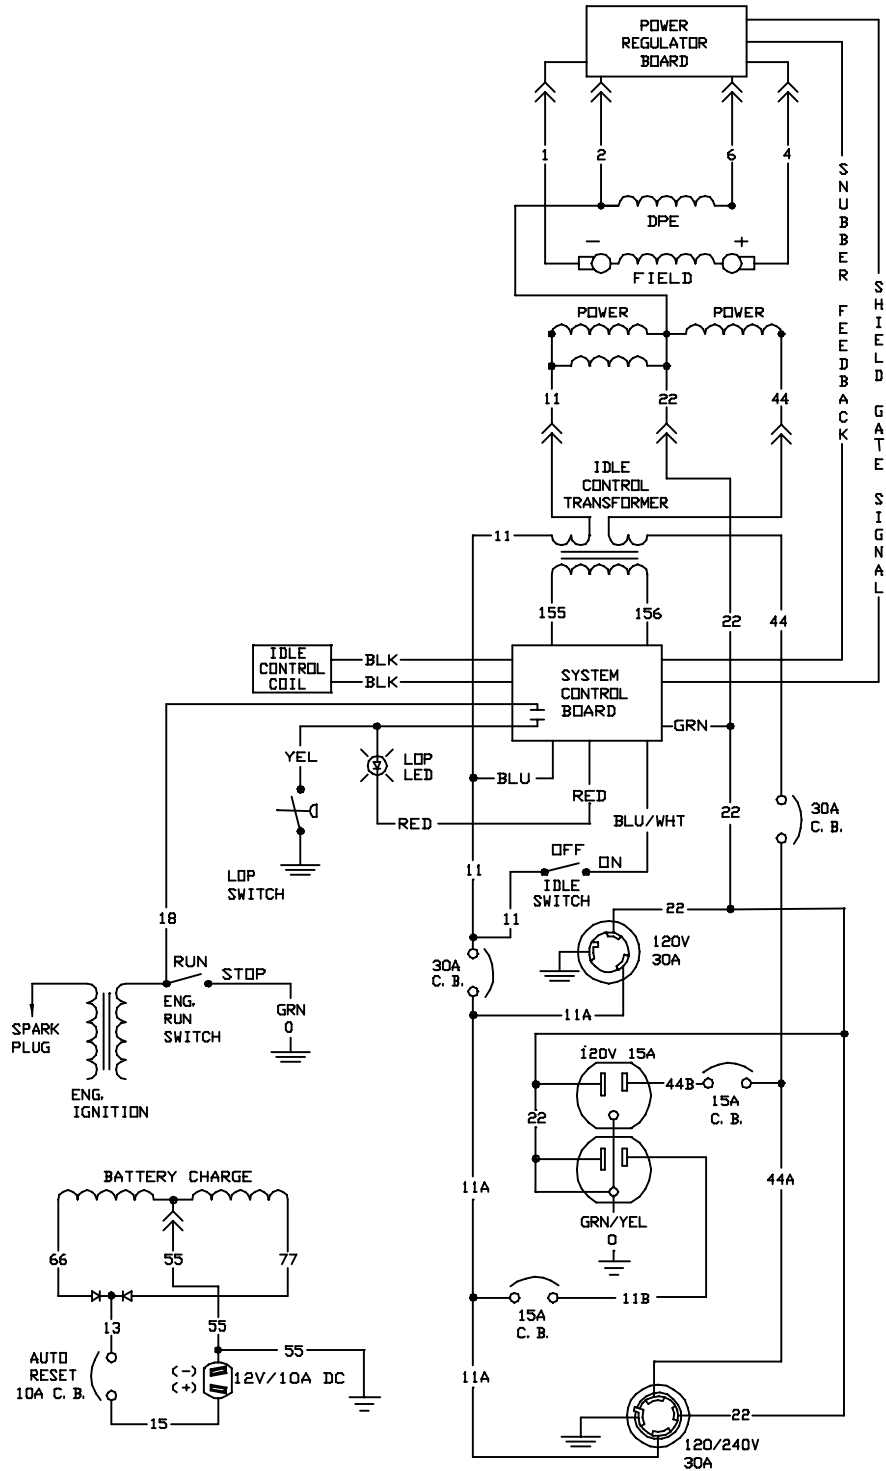 POWER
REGULATOR
BOARD
1
2
6
4
DPE
- +
FIELD
SNUBBER FEEDBACK
SHIELD GATE SIGNAL
POWER
POWER
11
22
44
IDLE
CONTROL
TRANSFORMER
11
155
156
22
44
IDLE
CONTROL
COIL
BLK
BLK
SYSTEM
CONTROL
BOARD
GRN
YEL
LOP
LED
BLU
RED
RED
BLU/WHT
22
30A
C. B.
LOP
SWITCH
OFF
ON
IDLE
SWITCH
11
11
22
18
120V
30A
30A
C. B.
RUN
STOP
ENG.
RUN
SWITCH
GRN
0
SPARK
PLUG
ENG.
IGNITION
11A
120V 15A
44B
15A
C. B.
22
11A
44A
GRN/YEL
0
BATTERY CHARGE
66
55
77
11B
15A
C. B.
13
55
55
AUTO
RESET
10A C. B.
(-)
(+)
12V/10A DC
15
11A
22
120/240V
30A